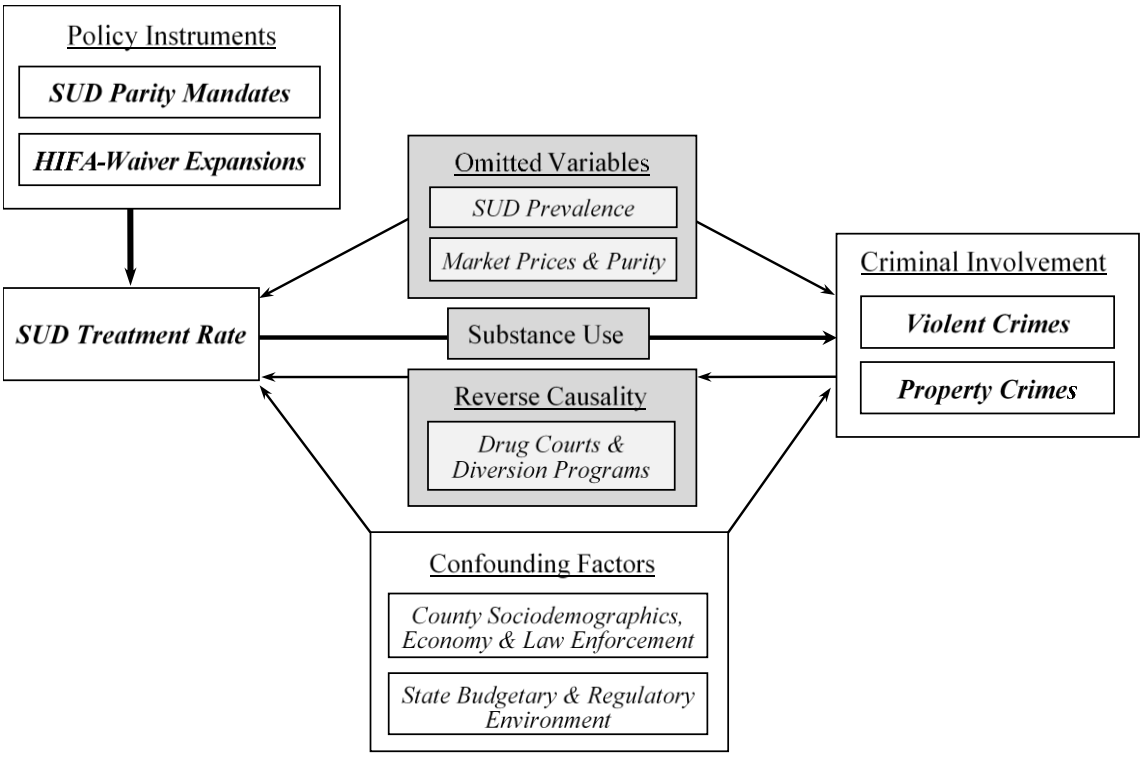 Policy Instruments
SUD Parity Mandates
HIFA-Waiver Expansions
Omitted Variables
SUD Prevalence
Market Prices & Purity
Criminal Involvement
Violent Crimes
Property Crimes
SUD Treatment Rate
Substance Use
Reverse Causality
Drug Courts &
Diversion Programs
Confounding Factors
County Sociodemographics,
Economy & Law Enforcement
State Budgetary & Regulatory
Environment